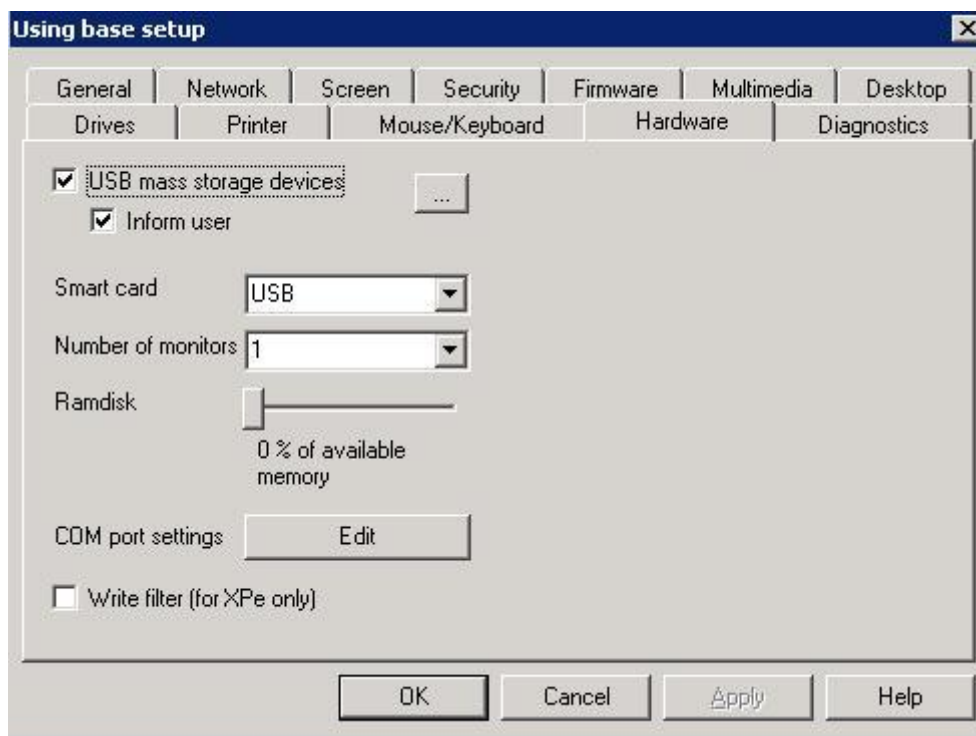 Using base setup
General Network Screen Security Firmware Multimedia Desktop
Drives Printer Mouse/Keyboard Hardware Diagnostics
USB mass storage devices ...
Inform user
Smart card USB
Number of monitors 1
Ramdisk
0 % of available
memory
COM port settings Edit
Write filter (for XPe only)
OK Cancel Apply Help